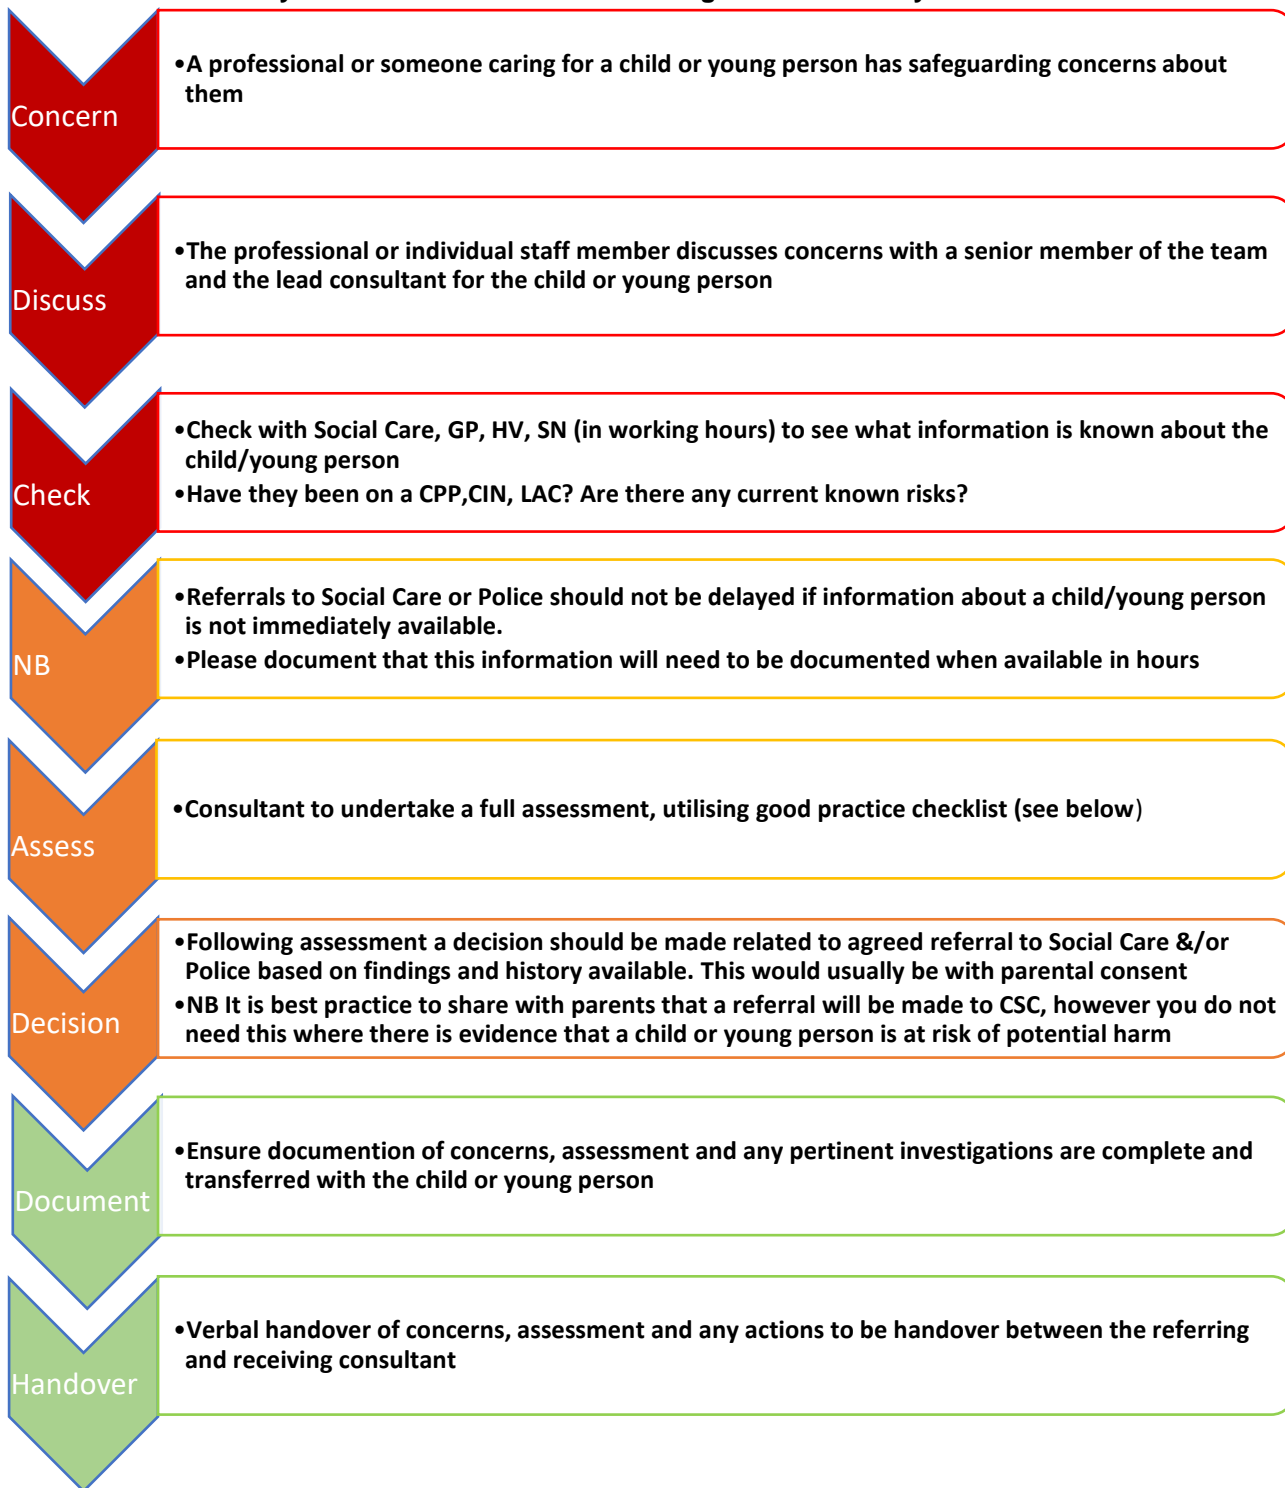 Concern
•A professional or someone caring for a child or young person has safeguarding concerns about
them
Discuss
•The professional or individual staff member discusses concerns with a senior member of the team
and the lead consultant for the child or young person
Check
•Check with Social Care, GP, HV, SN (in working hours) to see what information is known about the
child/young person
•Have they been on a CPP,CIN, LAC? Are there any current known risks?
NB
•Referrals to Social Care or Police should not be delayed if information about a child/young person
is not immediately available.
•Please document that this information will need to be documented when available in hours
Assess
•Consultant to undertake a full assessment, utilising good practice checklist (see below)
Decision
•Following assessment a decision should be made related to agreed referral to Social Care &/or
Police based on findings and history available. This would usually be with parental consent
•NB It is best practice to share with parents that a referral will be made to CSC, however you do not
need this where there is evidence that a child or young person is at risk of potential harm
Document
•Ensure documention of concerns, assessment and any pertinent investigations are complete and
transferred with the child or young person
Handover
•Verbal handover of concerns, assessment and any actions to be handover between the referring
and receiving consultant